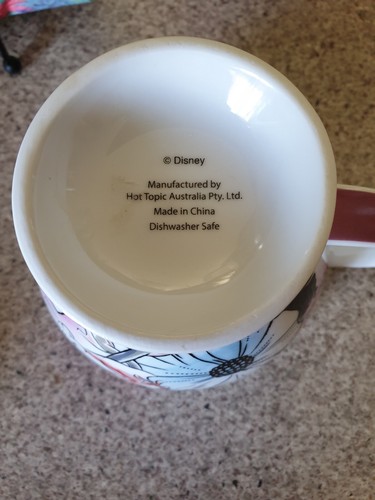 © Disney
Manufactured by
Hot Topic Australia Pty. Ltd.
Made in China
Dishwasher Safe